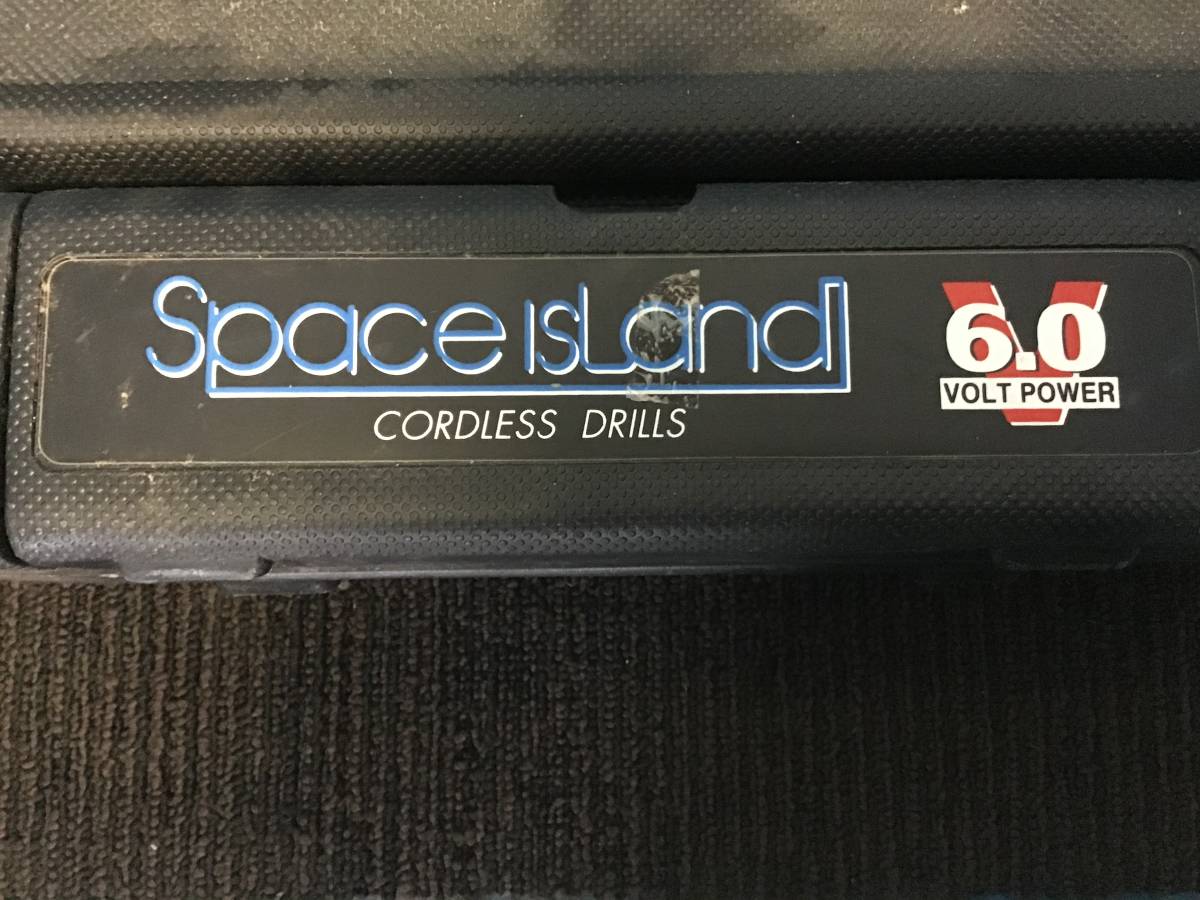 Space island
CORDLESS DRILLS
V
6.0
VOLT POWER